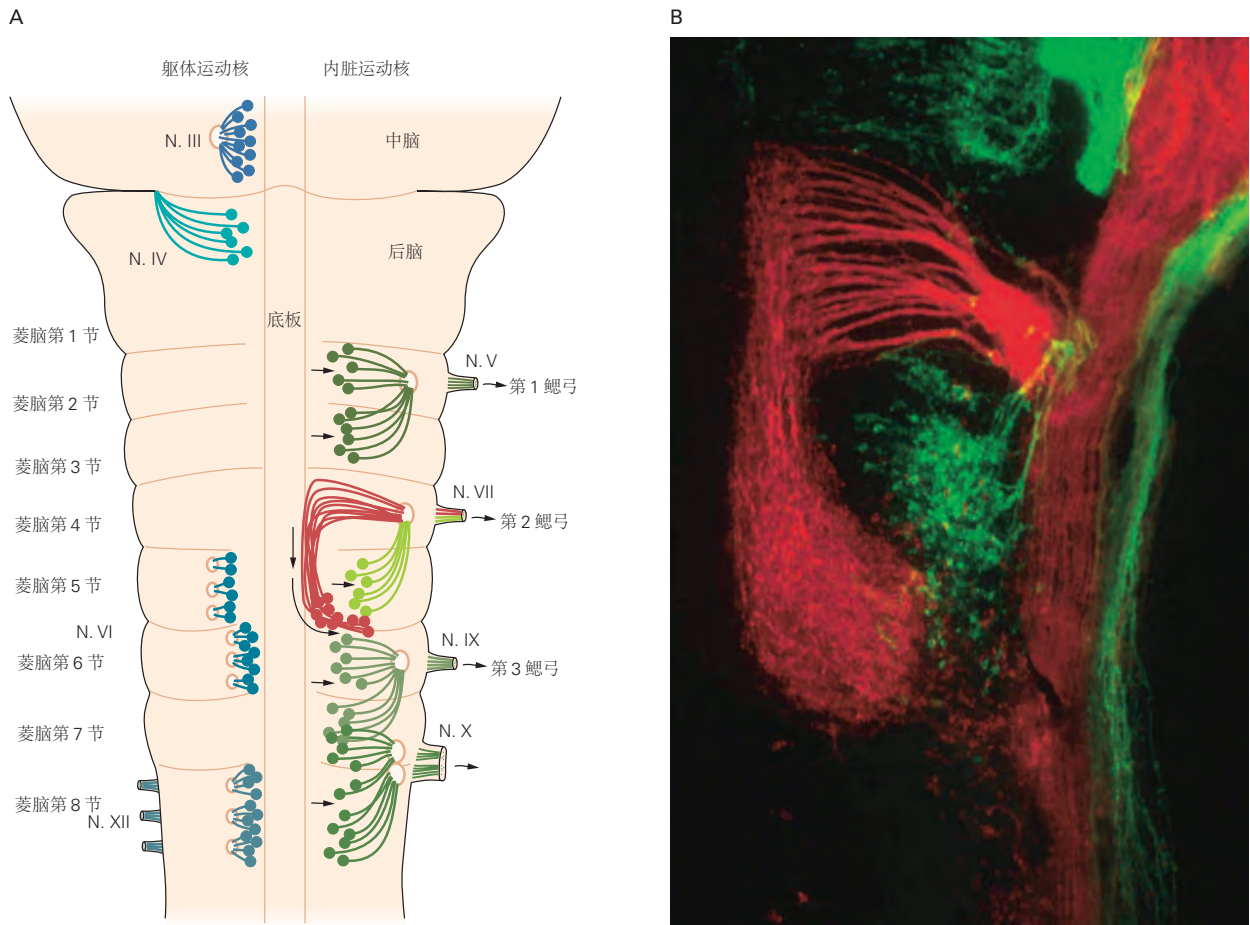 A
B
躯体运动核
内脏运动核
N. III
中脑
后脑
N. IV
底板
菱脑第 1 节
N. V
第 1 鳃弓
菱脑第 2 节
菱脑第 3 节
N. VII
第 2 鳃弓
菱脑第 4 节
菱脑第 5 节
N. VI
N. IX
菱脑第 6 节
第 3 鳃弓
菱脑第 7 节
N. X
菱脑第 8 节
N. XII